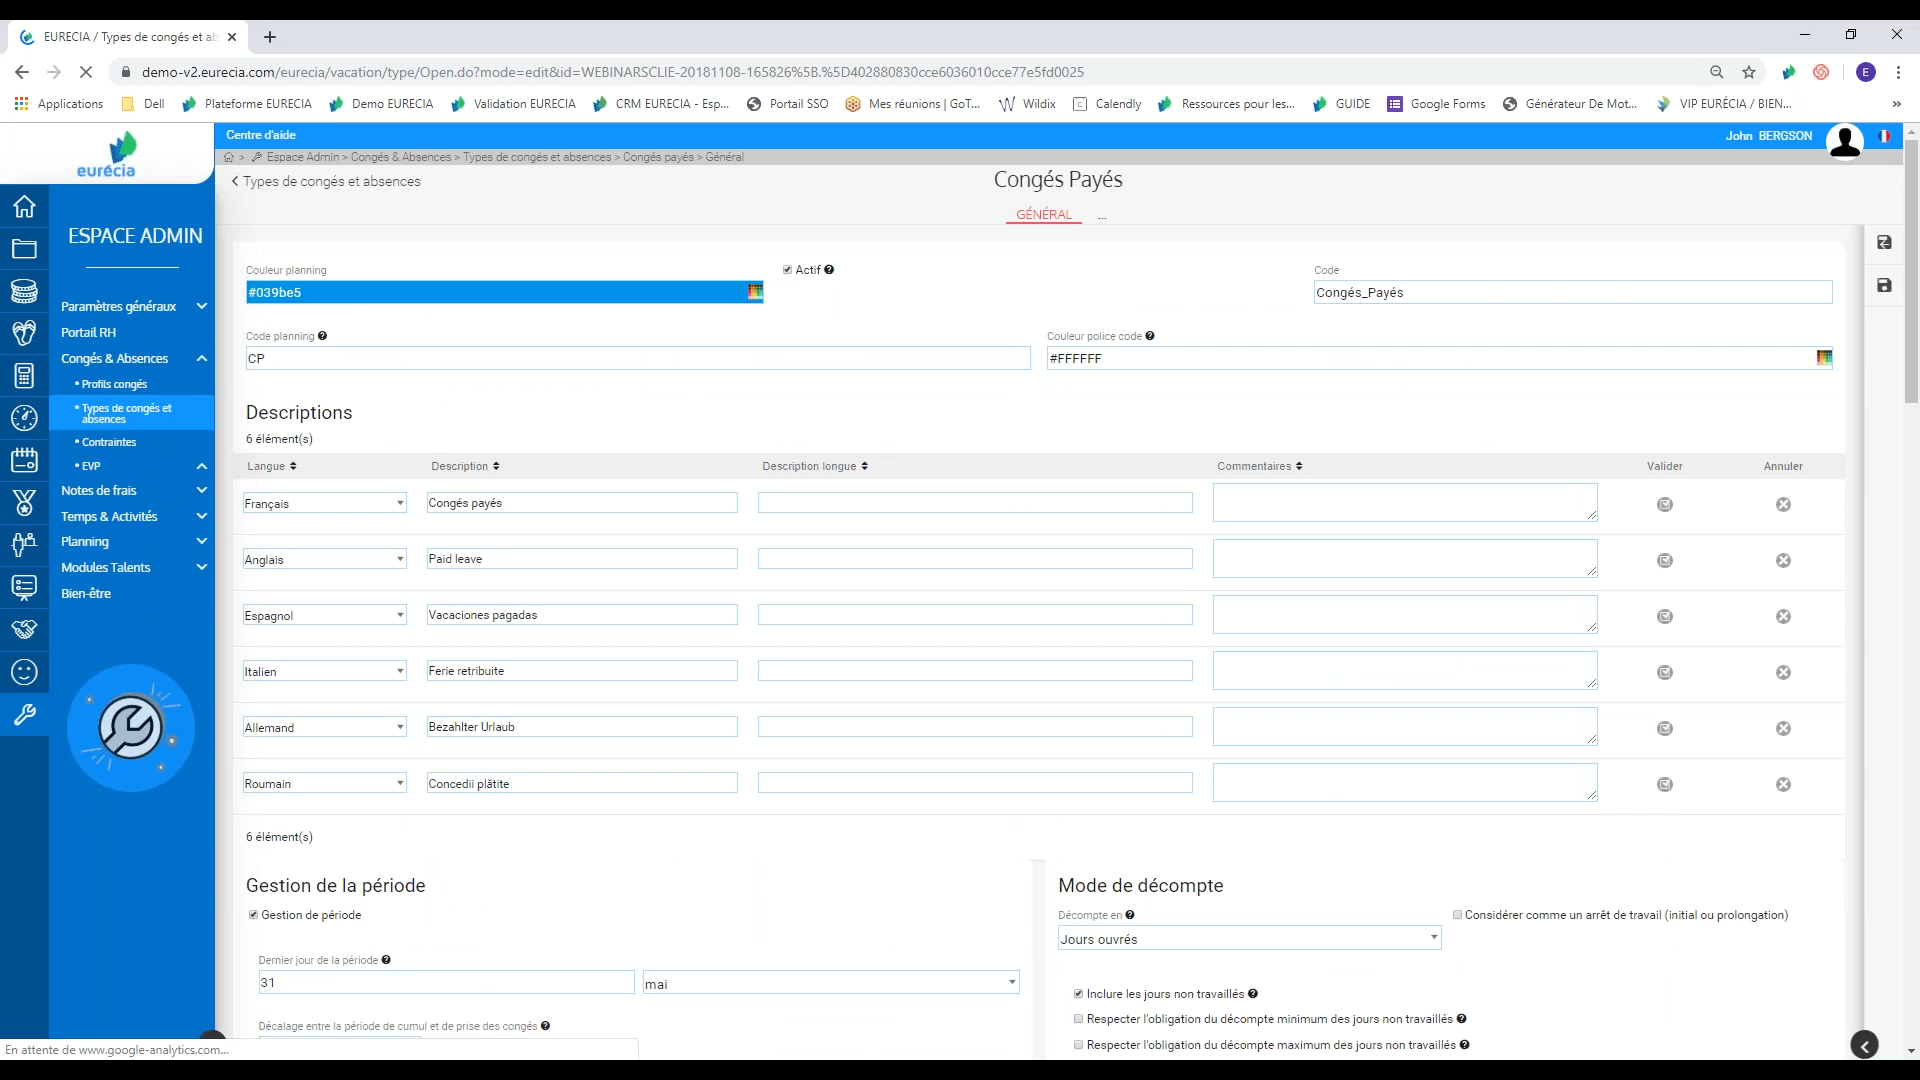 EURECIA / Types de congés et ab
demo-v2.eurecia.com/eurecia/vacation/type/Open.do?mode=edit&id=WEBINARSCLIE-20181108-165826%5B.%5D402880830cce6036010cce77e5fd0025
E
Applications
Dell
Plateforme EURECIA
Demo EURECIA
Validation EURECIA
CRM EURECIA - Esp...
Portail SSO
Mes réunions | GoT...
Wildix
Calendly
Ressources pour les...
GUIDE
Google Forms
Générateur De Mot...
VIP EURÉCIA / BIEN...
»
eurécia
Centre d'aide
John BERGSON
> Espace Admin > Congés & Absences > Types de congés et absences > Congés payés > Général
< Types de congés et absences
Congés Payés
GÉNÉRAL
...
ESPACE ADMIN
Paramètres généraux
Portail RH
Congés & Absences
• Profils congés
• Types de congés et
absences
• Contraintes
• EVP
Notes de frais
Temps & Activités
Planning
Modules Talents
Bien-être
Couleur planning
#039be5
Actif
Code
Congés_Payés
Code planning
CP
Couleur police code
#FFFFFF
Descriptions
6 élément(s)
Langue
Description
Description longue
Commentaires
Valider
Annuler
Français
Congés payés
Anglais
Paid leave
Espagnol
Vacaciones pagadas
Italien
Ferie retribuite
Allemand
Bezahlter Urlaub
Roumain
Concedii plătite
6 élément(s)
Gestion de la période
Gestion de période
Dernier jour de la période
31
mai
Décalage entre la période de cumul et de prise des congés
Mode de décompte
Décompte en
Jours ouvrés
Considérer comme un arrêt de travail (initial ou prolongation)
Inclure les jours non travaillés
Respecter l'obligation du décompte minimum des jours non travaillés
Respecter l'obligation du décompte maximum des jours non travaillés
En attente de www.google-analytics.com...